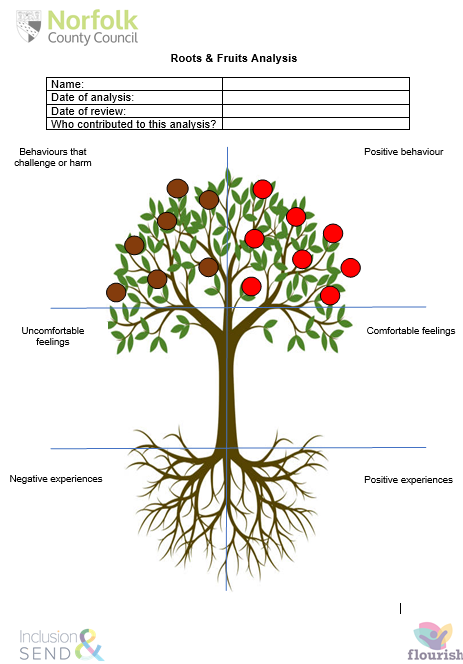 Norfolk
County Council
Roots & Fruits Analysis
Name:
Date of analysis:
Date of review:
Who contributed to this analysis?
Behaviours that
challenge or harm
Positive behaviour
Uncomfortable
feelings
Comfortable feelings
Negative experiences
Positive experiences
Inclusion&
SEND
flourish